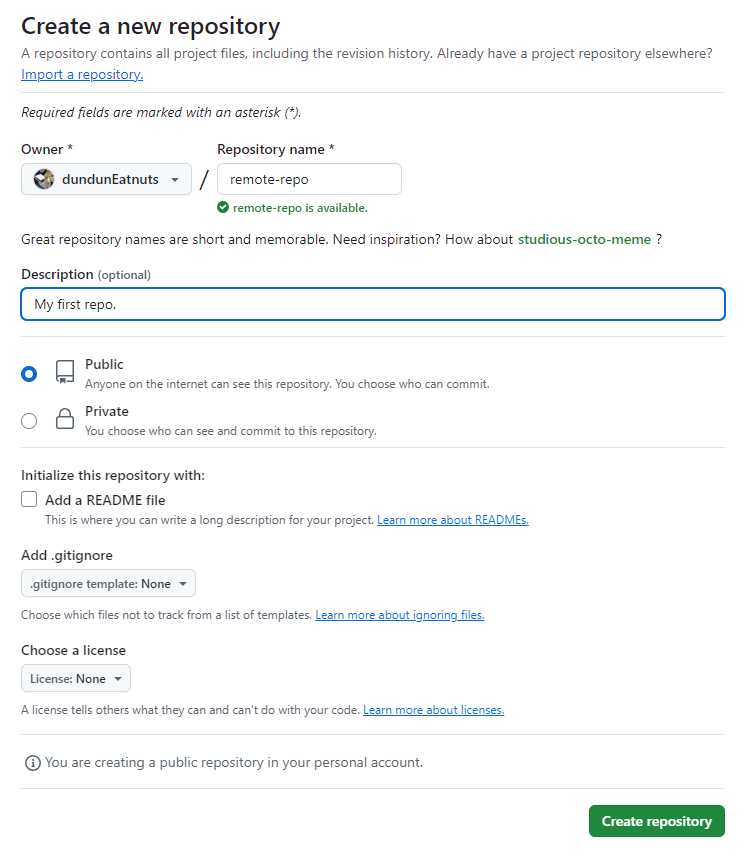 Create a new repository
A repository contains all project files, including the revision history. Already have a project repository elsewhere?
Import a repository.
Required fields are marked with an asterisk (*).
Owner * Repository name *
dundunEatnuts / remote-repo
remote-repo is available.
Great repository names are short and memorable. Need inspiration? How about studious-octo-meme ?
Description (optional)
My first repo.
Public
Anyone on the internet can see this repository. You choose who can commit.
Private
You choose who can see and commit to this repository.
Initialize this repository with:
Add a README file
This is where you can write a long description for your project. Learn more about READMEs.
Add .gitignore
.gitignore template: None
Choose which files not to track from a list of templates. Learn more about ignoring files.
Choose a license
License: None
A license tells others what they can and can't do with your code. Learn more about licenses.
You are creating a public repository in your personal account.
Create repository